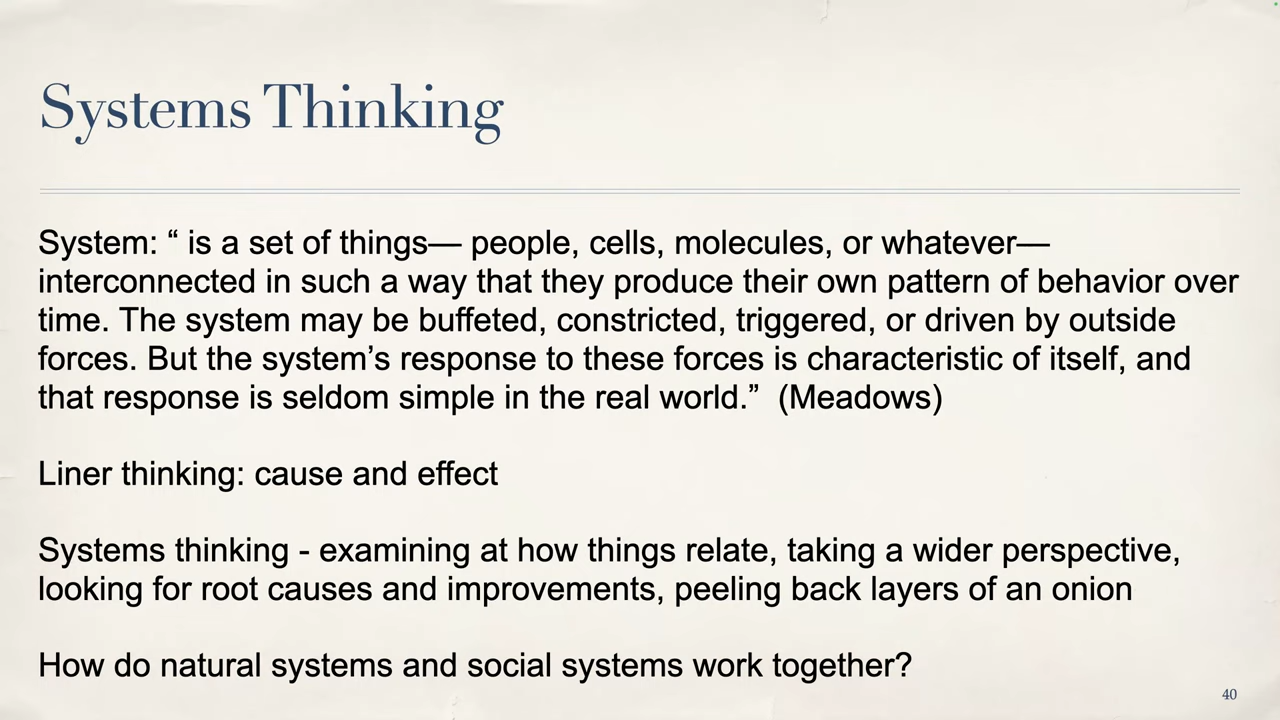 Systems Thinking
System: “ is a set of things— people, cells, molecules, or whatever—
interconnected in such a way that they produce their own pattern of behavior over
time. The system may be buffeted, constricted, triggered, or driven by outside
forces. But the system’s response to these forces is characteristic of itself, and
that response is seldom simple in the real world.”  (Meadows)
Liner thinking: cause and effect
Systems thinking - examining at how things relate, taking a wider perspective,
looking for root causes and improvements, peeling back layers of an onion
How do natural systems and social systems work together?
40